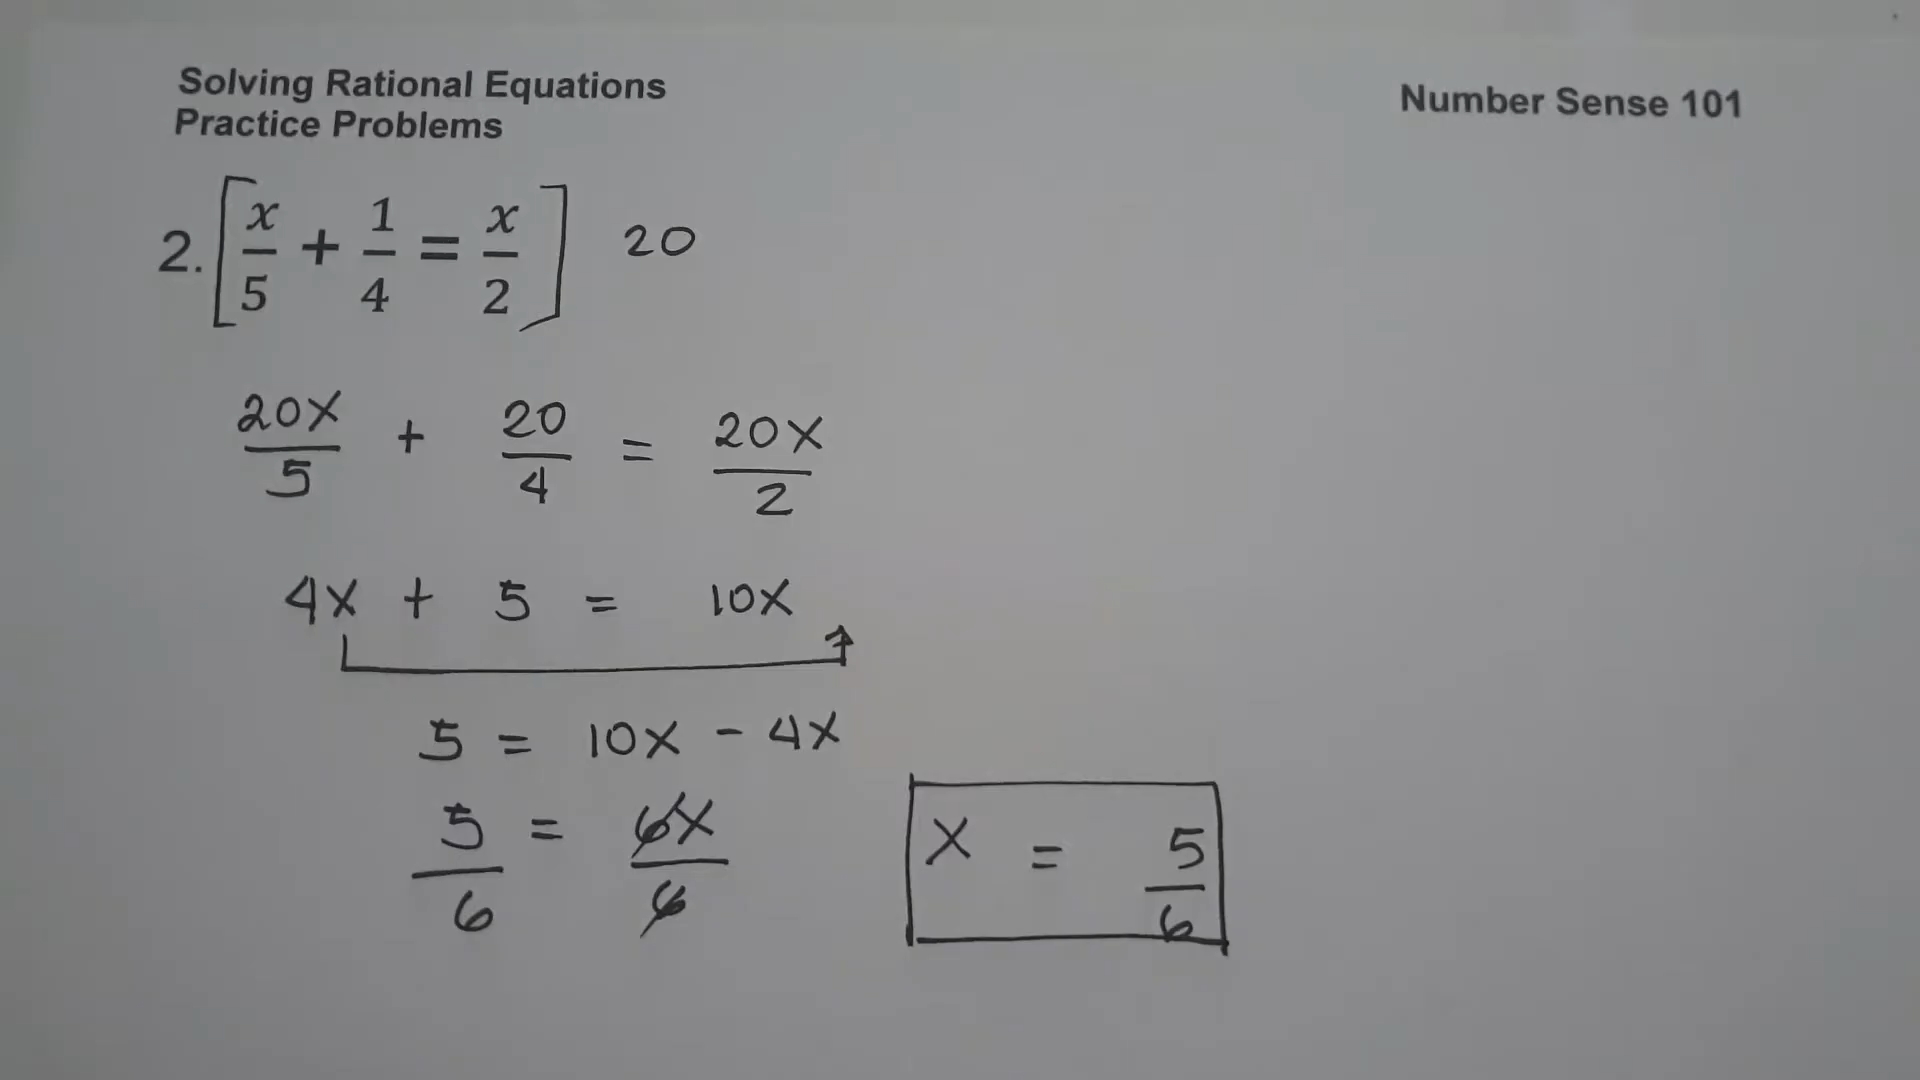 Solving Rational Equations
Practice Problems
Number Sense 101
2. [x/5 + 1/4 = x/2] 20
20x/5 + 20/4 = 20x/2
4x + 5 = 10x
5 = 10x - 4x
5/6 = 6x/6
x = 5/6